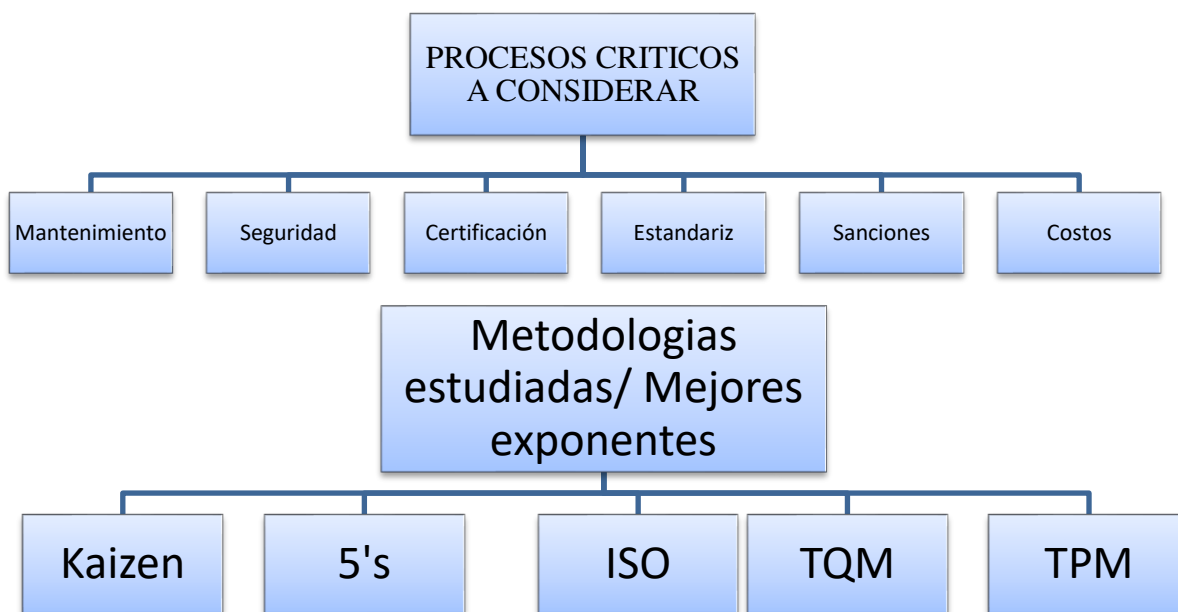 PROCESOS CRITICOS
A CONSIDERAR
Mantenimiento
Seguridad
Certificación
Estandariz
Sanciones
Costos
Metodologias
estudiadas/ Mejores
exponentes
Kaizen
5's
ISO
TQM
TPM